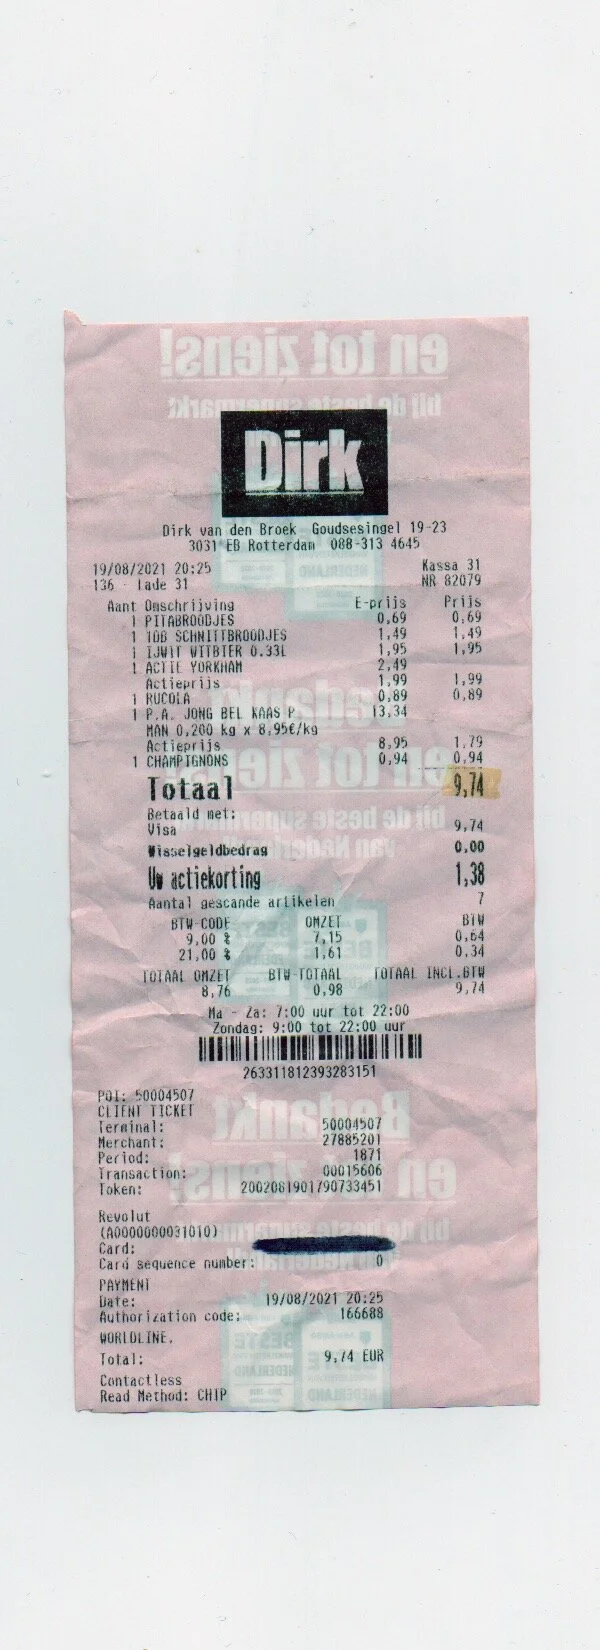 Dirk
Dirk van den Broek Goudsesingel 19-23
3031 EB Rotterdam 088-313 4645
19/08/2021 20:25 Kassa 31
136 - Lade 31 NR 82079
Aant Omschrijving E-prijs Prijs
1 PITABROODJES 0,69 0,69
1 1DB SCHNITTBROODJES 1,49 1,49
1 IJWIT WITBIER 0.33L 1,95 1,95
1 ACTIE YORKHAM 2,49
Actieprijs 1,99 1,99
1 RUCOLA 0,89 0,89
1 P.A. JONG BEL KAAS P 13,34
MAN 0,200 kg x 8,95€/kg
Actieprijs 8,95 1,79
1 CHAMPIGNONS 0,94 0,94
Totaal 9,74
Betaald met:
Visa 9,74
Wisselgeldbedrag 0.00
Uw actiekorting 1,38
Aantal gescande artikelen 7
BTW-CODE OMZET BTW
9,00 % 7,15 0,64
21,00 % 1,61 0,34
TOTAAL OMZET BTW-TOTAAL TOTAAL INCL.BTW
8,76 0,98 9,74
Ma - Za: 7:00 uur tot 22:00
Zondag: 9:00 tot 22:00 uur
263311812393283151
POI: 50004507
CLIENT TICKET
Terminal: 50004507
Merchant: 27885201
Period: 1871
Transaction: 00015606
Token: 2002081901790733451
Revolut
(A0000000031010)
Card:
Card sequence number: 0
PAYMENT
Date: 19/08/2021 20:25
Authorization code: 166688
WORLDLINE.
Total: 9,74 EUR
Contactless
Read Method: CHIP